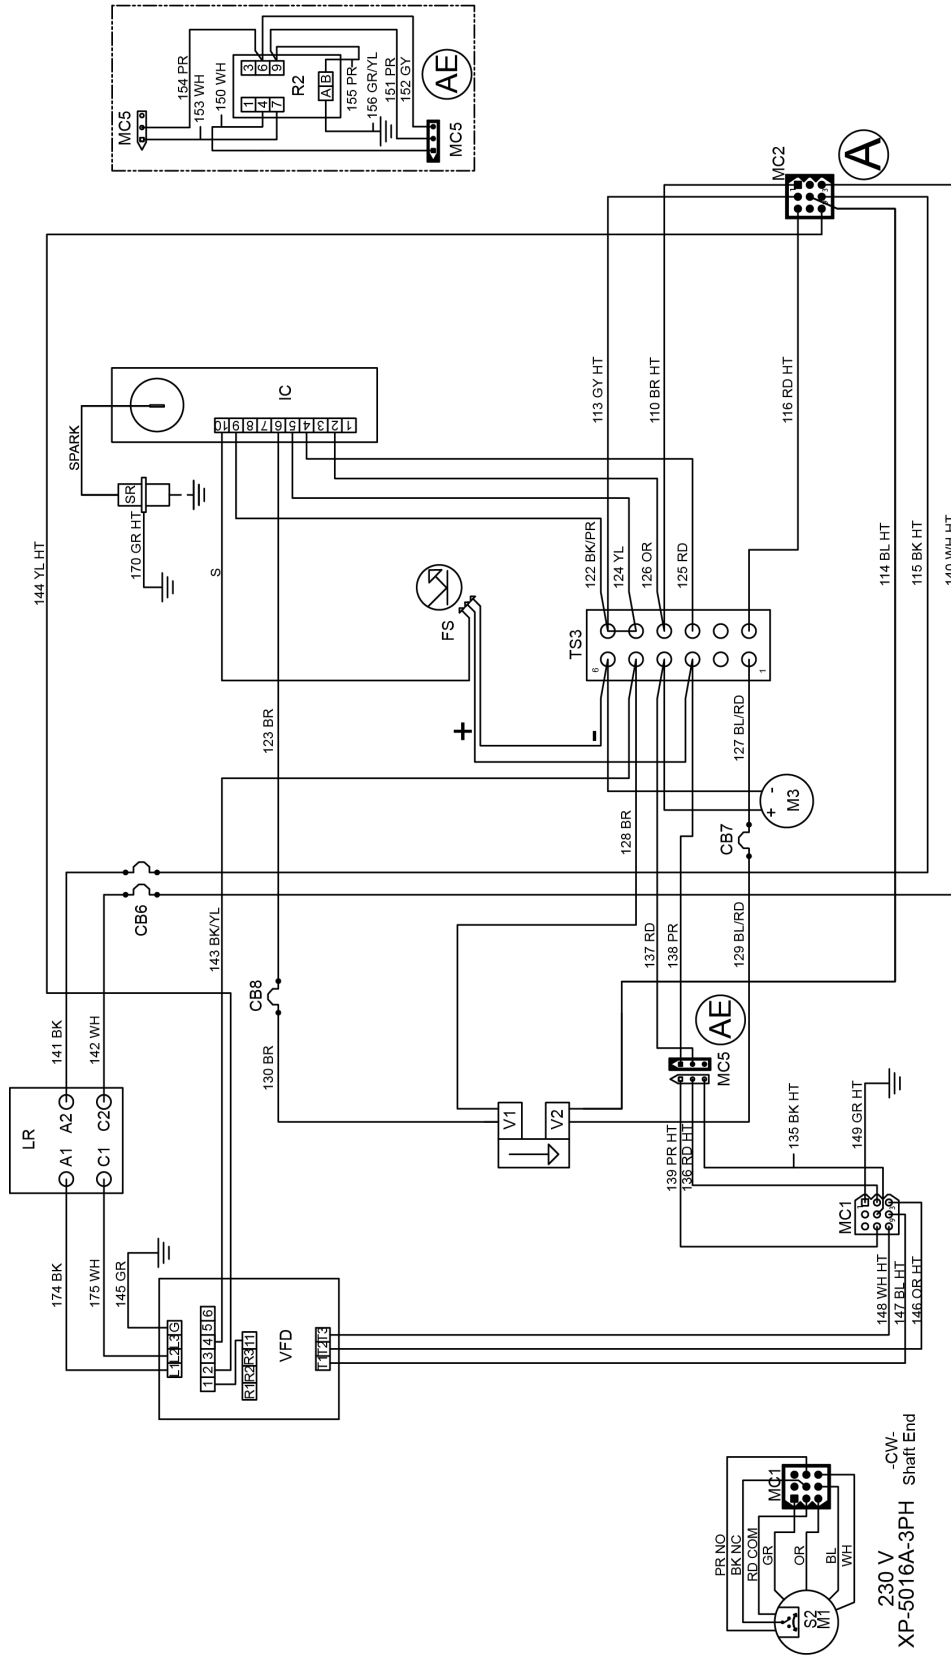 MC5
154 PR
153 WH
150 WH
3 6 9
1 4 7
R2
A B
155 PR
156 GR/YL
151 PR
152 GY
MC5
AE
MC2
1
3
A
144 YL HT
SPARK
SR
170 GR HT
IC
10 9 8 7 6 5 4 3 2 1
S
113 GY HT
110 BR HT
116 RD HT
114 BL HT
115 BK HT
140 WH HT
122 BK/PR
124 YL
126 OR
125 RD
FS
TS3
6
1
+
-
123 BR
127 BL/RD
M3
+ -
128 BR
CB7
CB6
143 BK/YL
137 RD
138 PR
129 BL/RD
CB8
130 BR
141 BK
142 WH
AE
MC5
LR
A1 A2
C1 C2
V1
V2
139 PR HT
136 RD HT
135 BK HT
149 GR HT
MC1
1
3
9
174 BK
175 WH
145 GR
148 WH HT
147 BL HT
146 OR HT
L1 L2 L3 G
1 2 3 4 5 6
R1 R2 R3 11
VFD
T1 T2 T3
PR NO
BK NC
RD COM
GR
OR
BL
WH
MC1
S2
M1
230 V
XP-5016A-3PH
-CW-
Shaft End